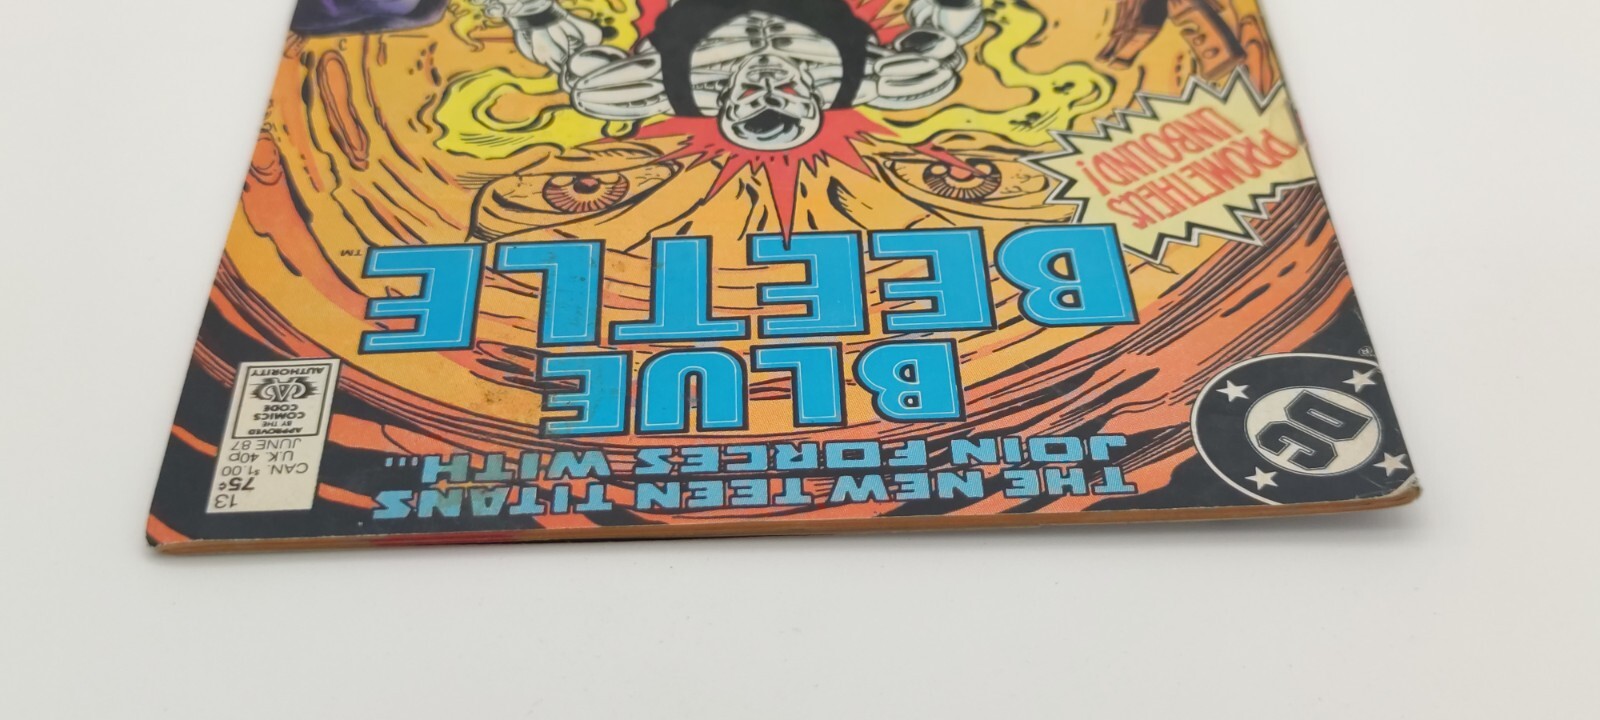 13
75¢
CAN. $1.00
U.K. 40p
JUNE 87
APPROVED
BY THE
COMICS
CODE
AUTHORITY
DC
®
THE NEW TEEN TITANS
JOIN FORCES WITH...
BLUE
BEETLE
TM
PROMETHEUS
UNBOUND!